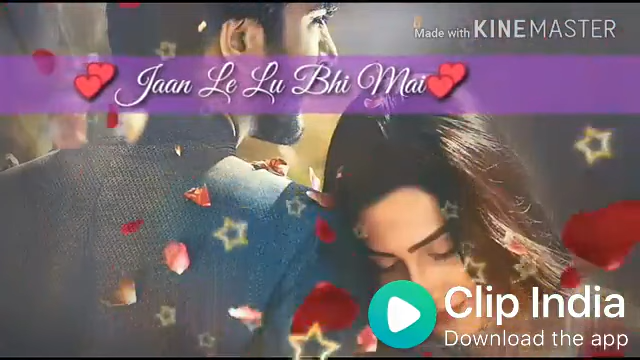 Made with KINEMASTER
Jaan Le Lu Bhi Mai
Clip India
Download the app